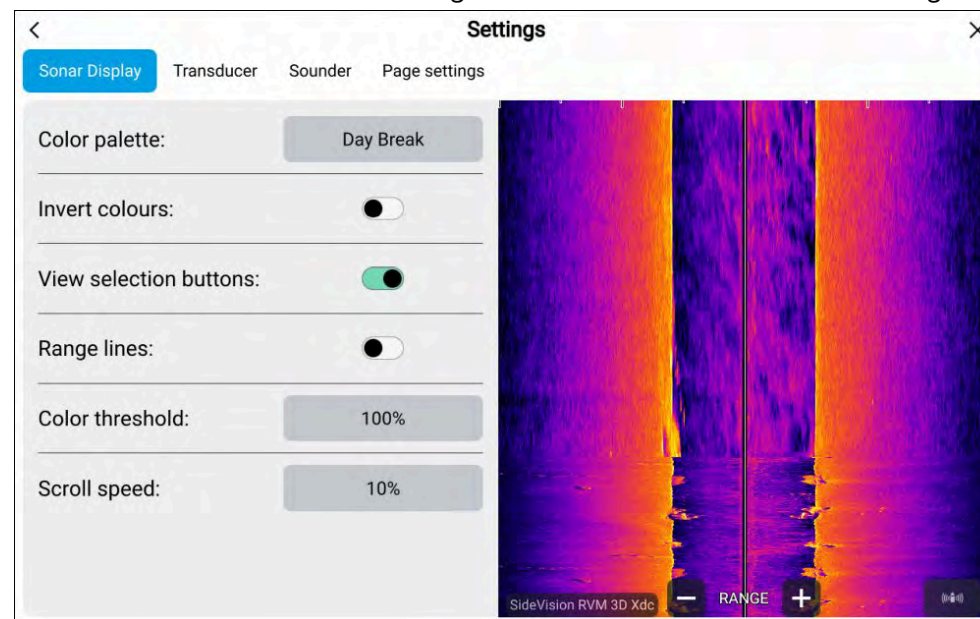 Settings
Sonar Display Transducer Sounder Page settings
Color palette: Day Break
Invert colours:
View selection buttons:
Range lines:
Color threshold: 100%
Scroll speed: 10%
SideVision RVM 3D Xdc
RANGE